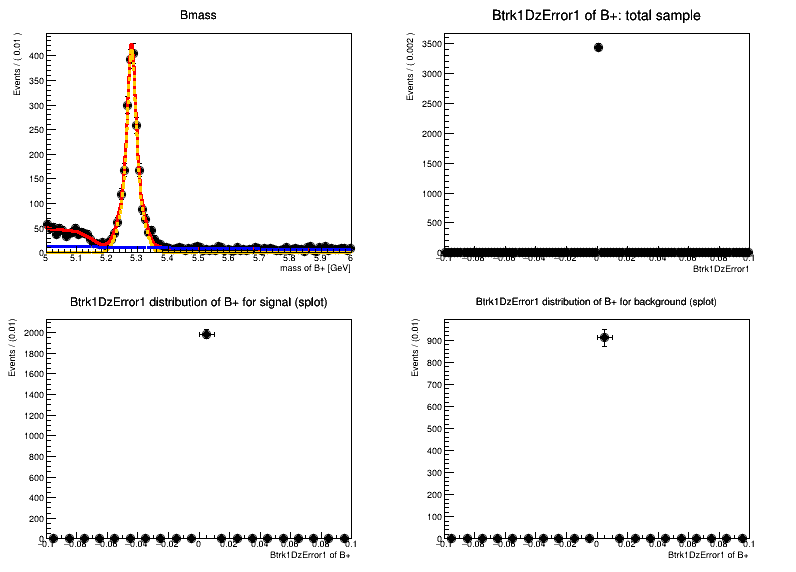 Bmass
Events / ( 0.01 )
400
350
300
250
200
150
100
50
0
5 5.1 5.2 5.3 5.4 5.5 5.6 5.7 5.8 5.9 6
mass of B+ [GeV]
Btrk1DzError1 of B+: total sample
Events / ( 0.002 )
3500
3000
2500
2000
1500
1000
500
0
−0.1 −0.08 −0.06 −0.04 −0.02 0 0.02 0.04 0.06 0.08 0.1
Btrk1DzError1
Btrk1DzError1 distribution of B+ for signal (splot)
Events / (0.01)
2000
1800
1600
1400
1200
1000
800
600
400
200
0
−0.1 −0.08 −0.06 −0.04 −0.02 0 0.02 0.04 0.06 0.08 0.1
Btrk1DzError1 of B+
Btrk1DzError1 distribution of B+ for background (splot)
Events / (0.01)
900
800
700
600
500
400
300
200
100
0
−0.1 −0.08 −0.06 −0.04 −0.02 0 0.02 0.04 0.06 0.08 0.1
Btrk1DzError1 of B+